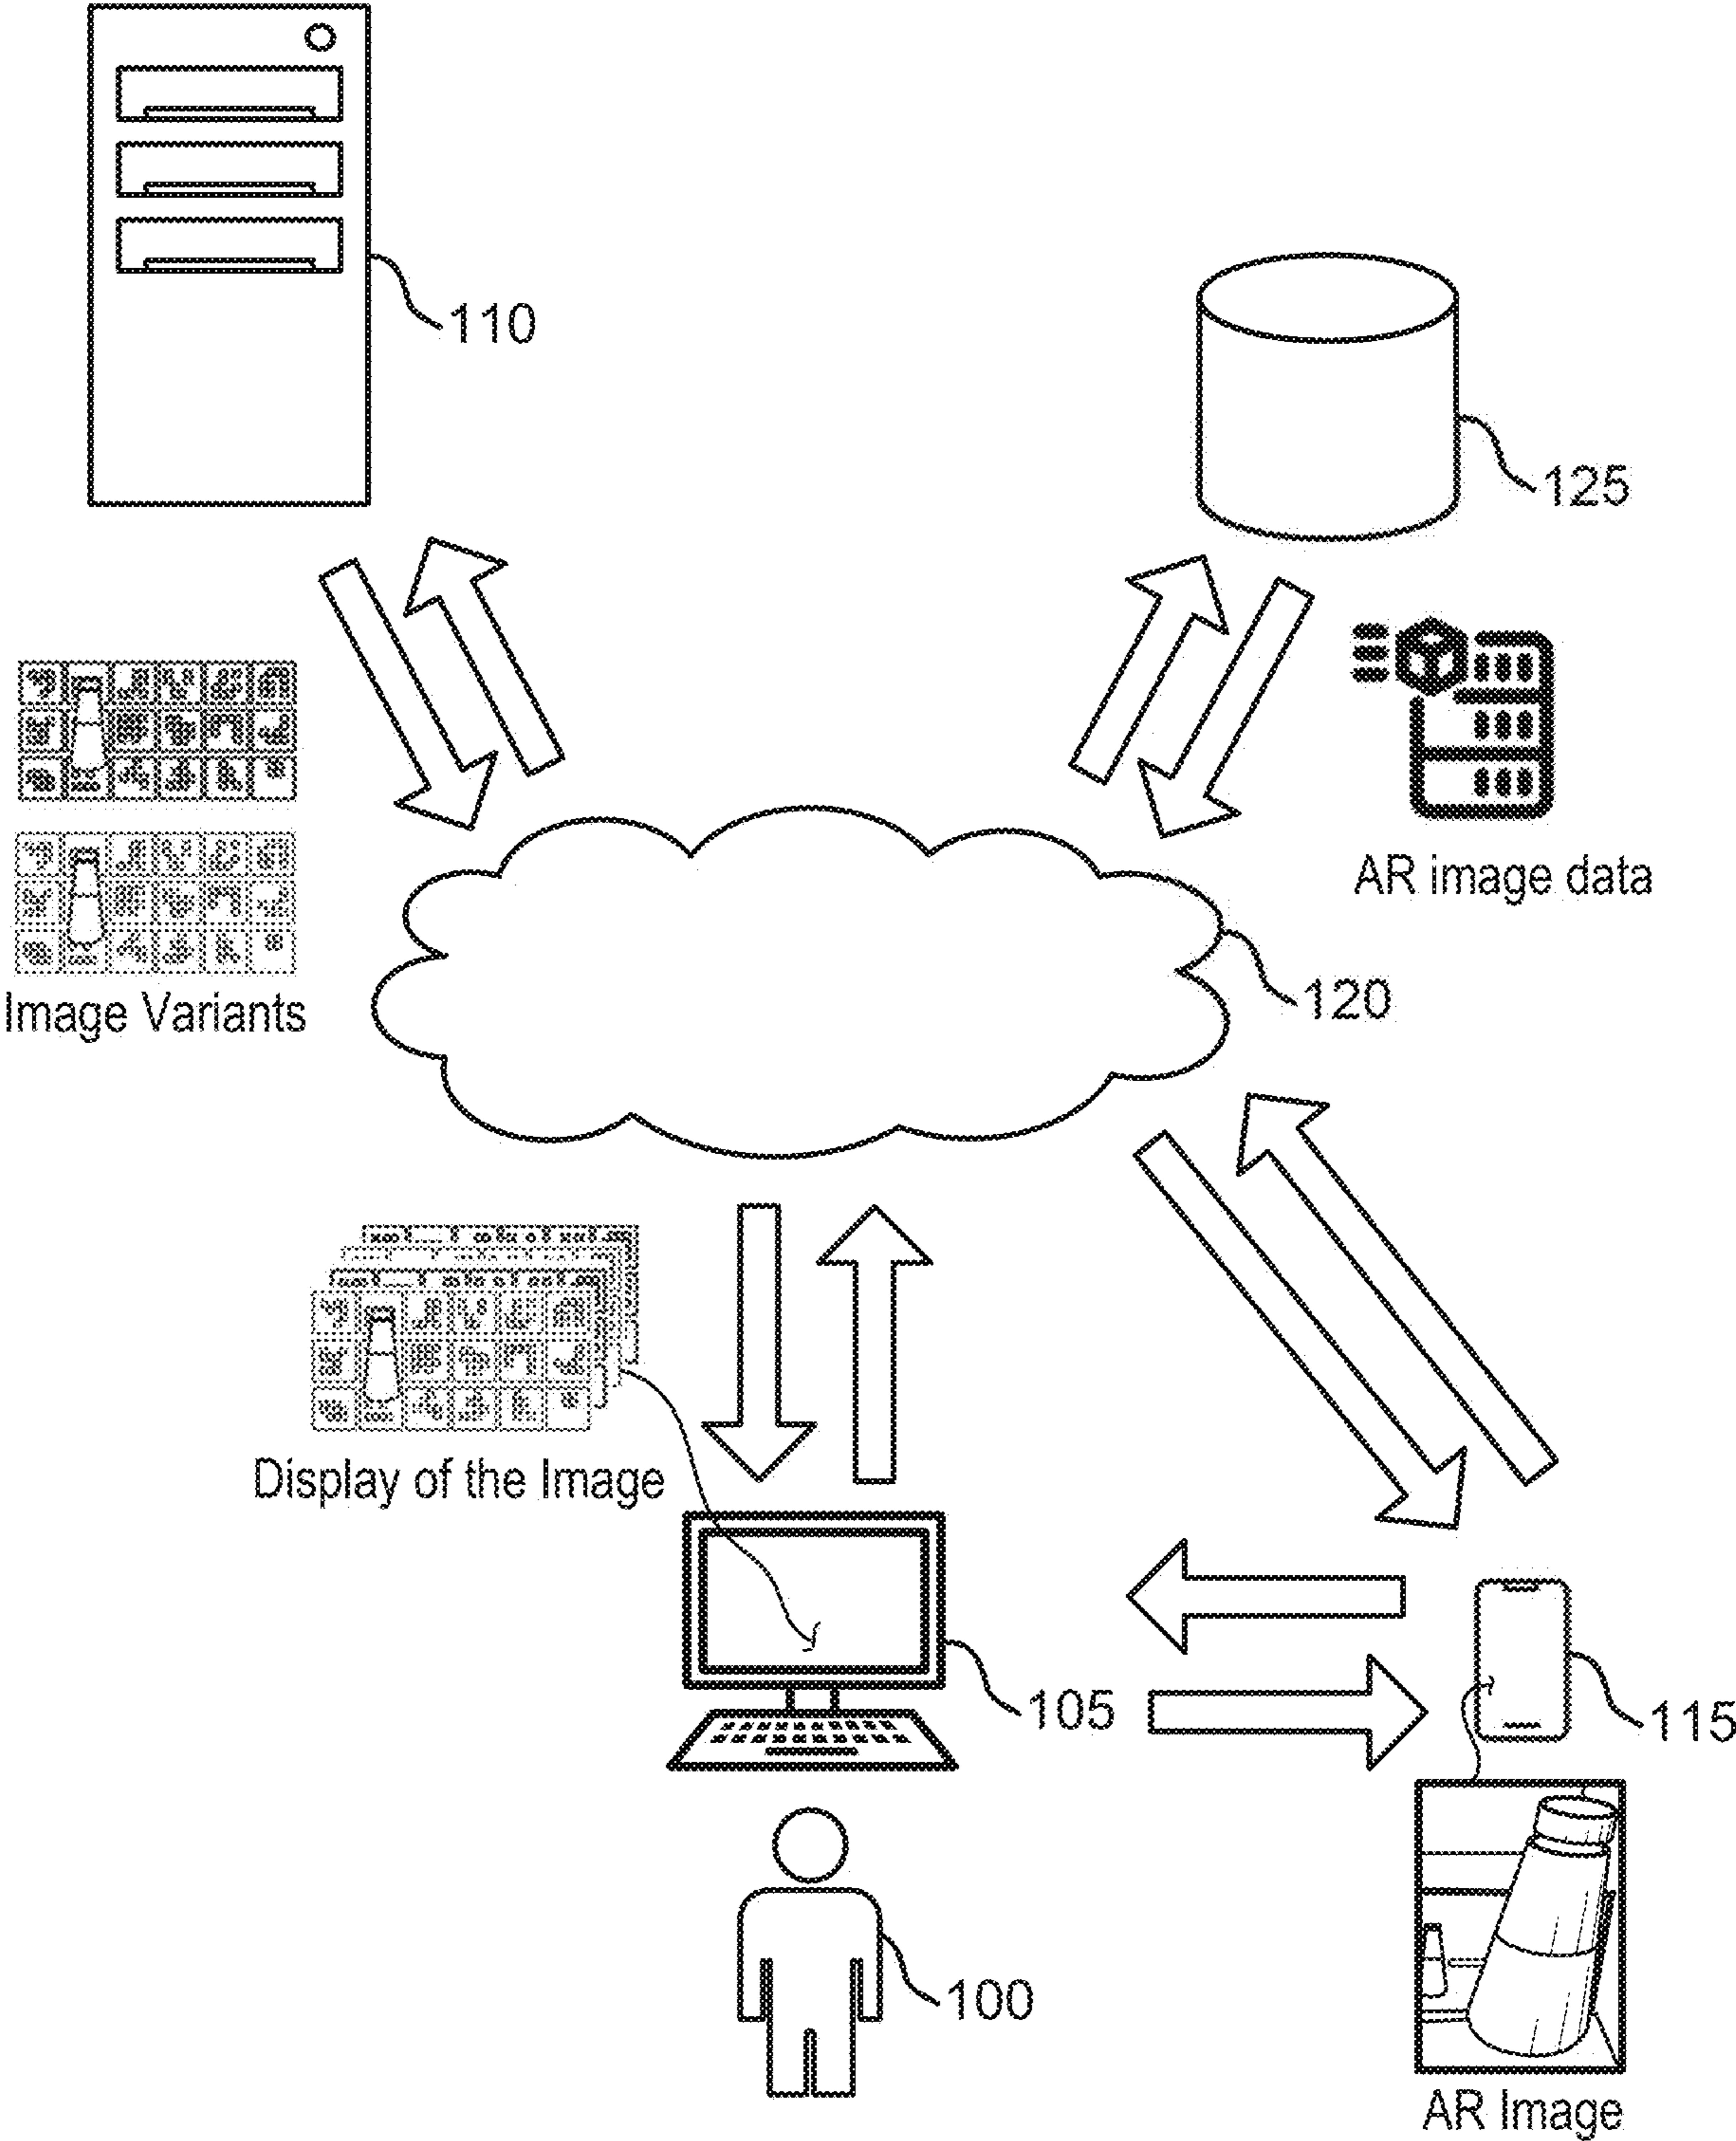 110
125
AR image data
120
Image Variants
Display of the Image
105
115
100
AR Image